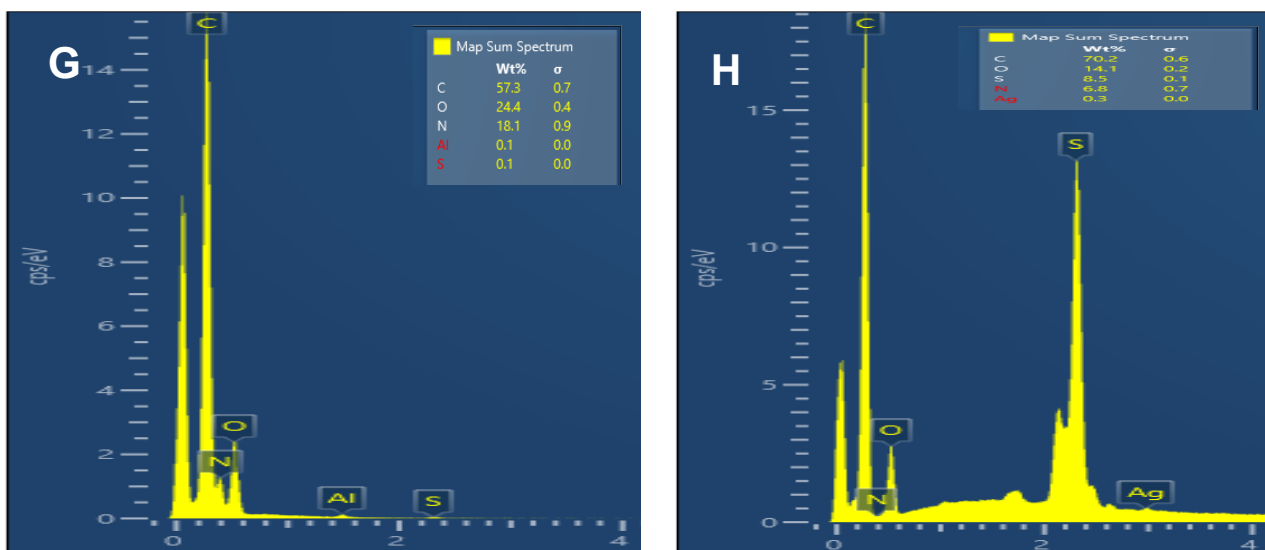 G
C
Map Sum Spectrum
Wt% σ
C 57.3 0.7
O 24.4 0.4
N 18.1 0.9
Al 0.1 0.0
S 0.1 0.0
14
12
10
8
6
4
2
0
cps/eV
O
N
Al
S
0 2 4
H
C
Map Sum Spectrum
Wt% σ
C 70.2 0.6
O 14.1 0.2
S 8.5 0.1
N 6.8 0.7
Ag 0.3 0.0
15
10
5
0
cps/eV
S
O
N
Ag
0 2 4